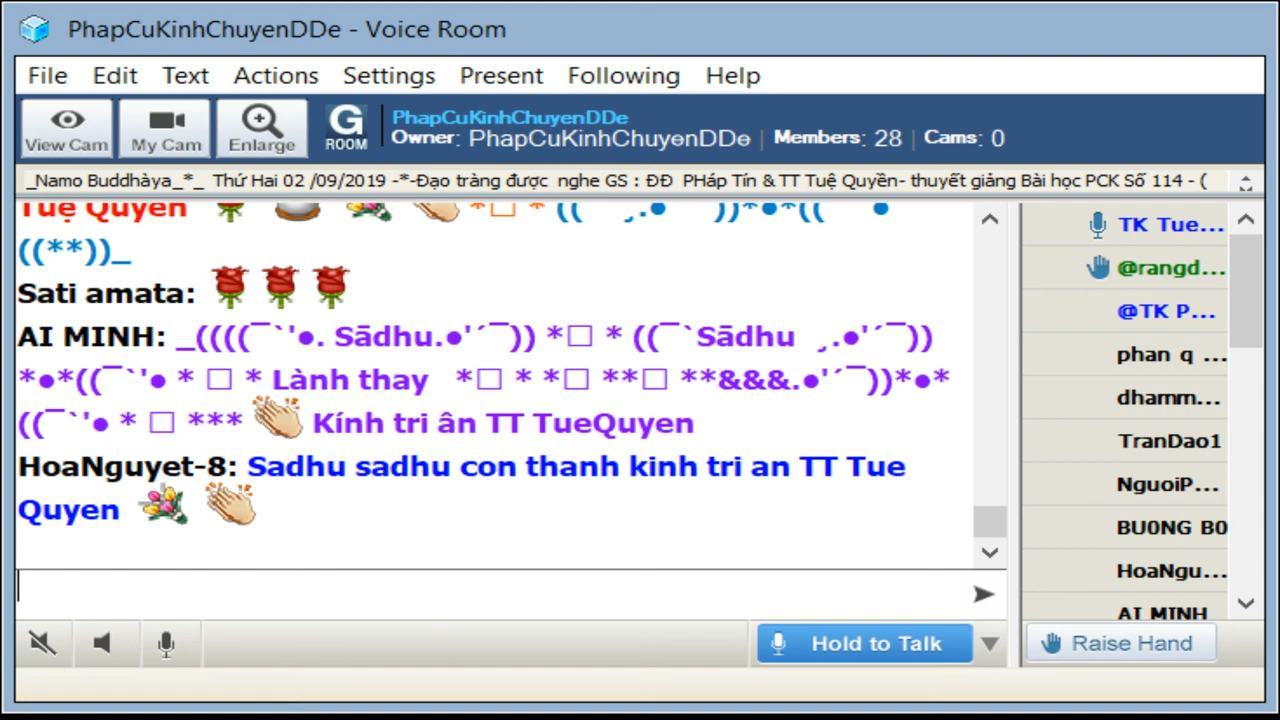 PhapCuKinhChuyenDDe - Voice Room
File Edit Text Actions Settings Present Following Help
View Cam My Cam Enlarge G ROOM
PhapCuKinhChuyenDDe
Owner: PhapCuKinhChuyenDDe | Members: 28 | Cams: 0
_Namo Buddhàya_*_ Thứ Hai 02 /09/2019 -*-Đạo tràng được nghe GS : ĐĐ PHáp Tín & TT Tuệ Quyền- thuyết giảng Bài học PCK Số 114 - (
Tuệ Quyền *□ * (( ¸.● ))*●*(( ●
((**))_
Sati amata:
AI MINH: _((((¯`'●. Sādhu.●'´¯)) *□ * ((¯`Sādhu ¸.●'´¯))
*●*((¯`'● * □ * Lành thay *□ * *□ **□ **&&&.●'´¯))*●*
((¯`'● * □ *** Kính tri ân TT TueQuyen
HoaNguyet-8: Sadhu sadhu con thanh kinh tri an TT Tue
Quyen
TK Tue...
@rangd...
@TK P...
phan q ...
dhamm...
TranDao1
NguoiP...
BU0NG B0
HoaNgu...
AI MINH
Hold to Talk
Raise Hand